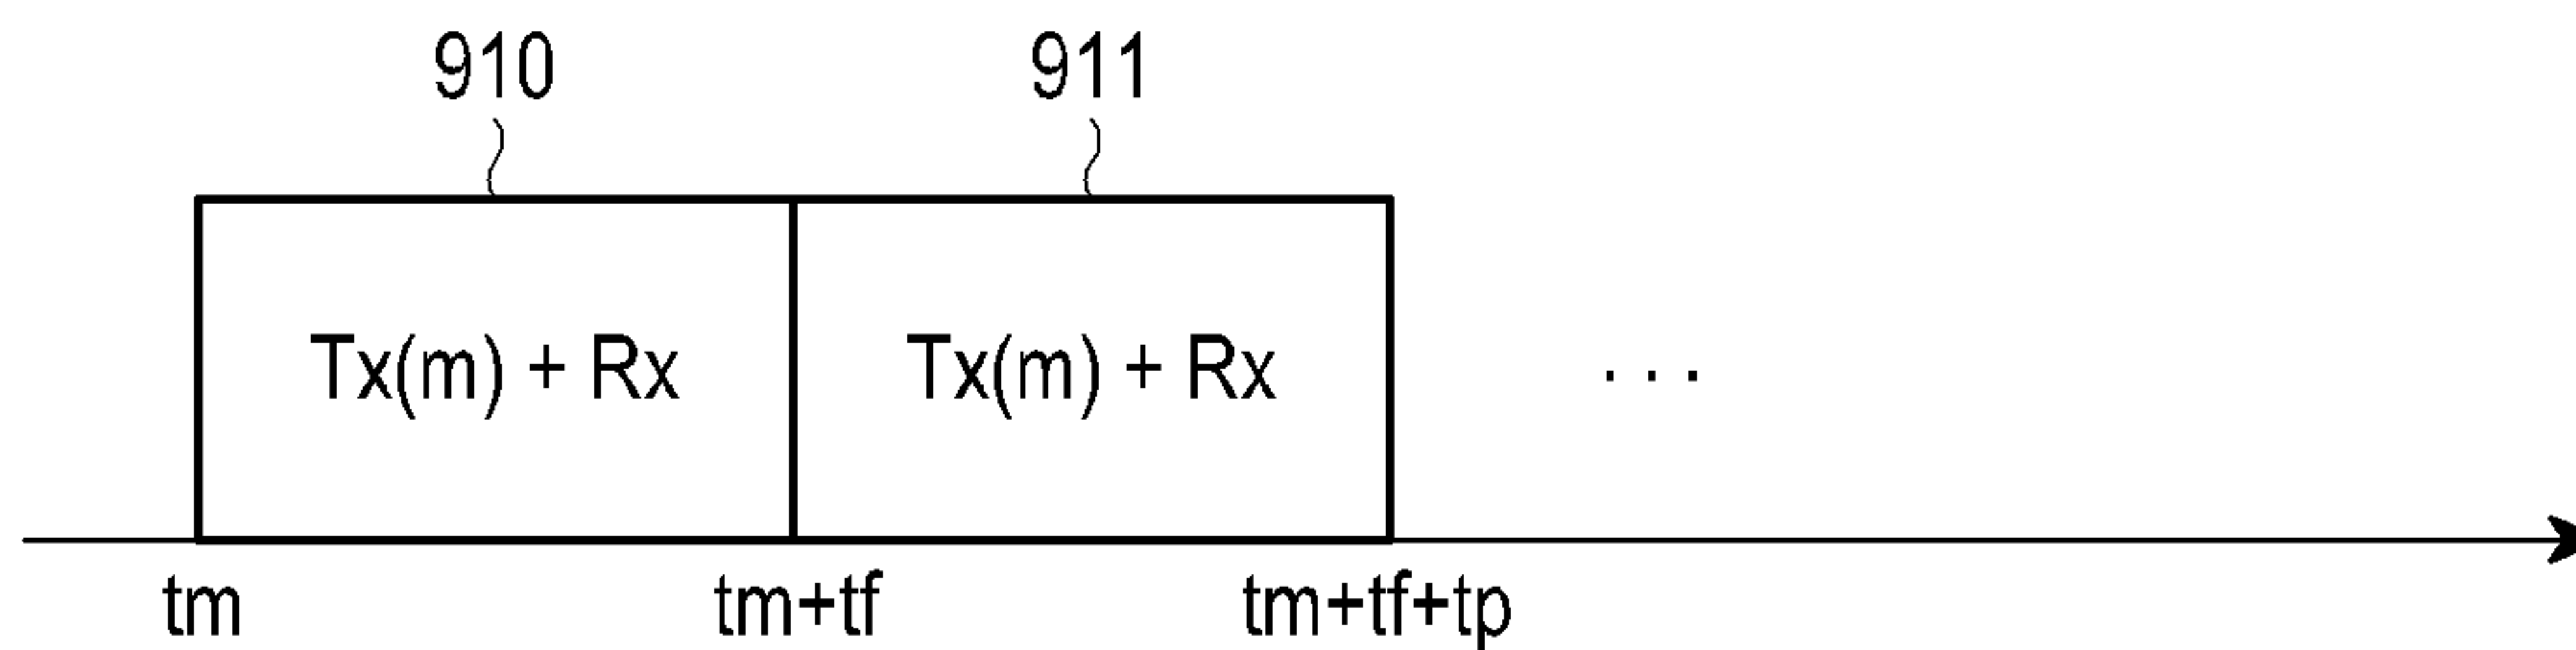 910 911
Tx(m) + Rx Tx(m) + Rx ...
tm tm+tf tm+tf+tp